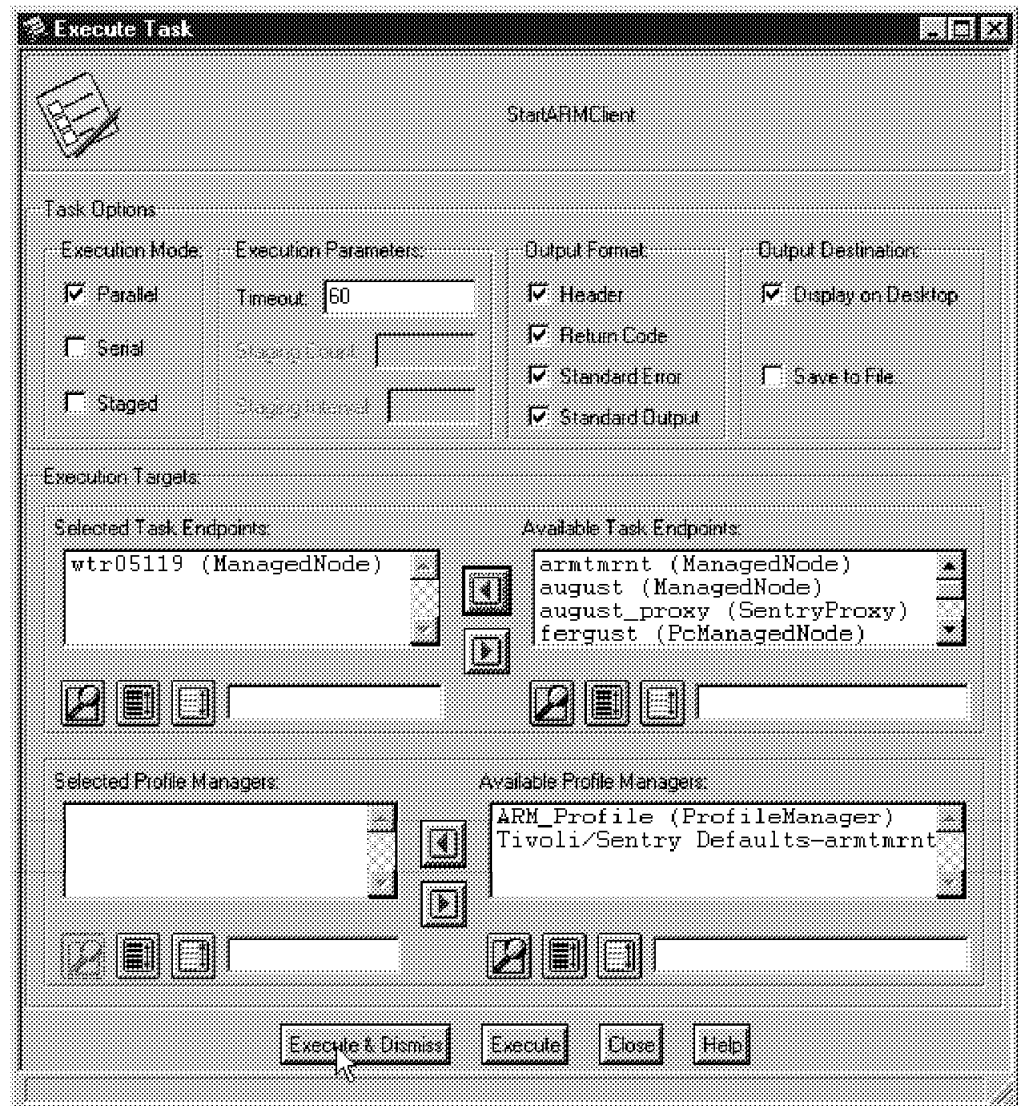 Execute Task
StartARMClient
Task Options
Execution Mode:
Parallel
Serial
Staged
Execution Parameters:
Timeout: 60
Staging Count:
Staging Interval:
Output Format:
Header
Return Code
Standard Error
Standard Output
Output Destination:
Display on Desktop
Save to File...
Execution Targets:
Selected Task Endpoints:
wtr05119 (ManagedNode)
Available Task Endpoints:
armtmrnt (ManagedNode)
august (ManagedNode)
august_proxy (SentryProxy)
fergust (PcManagedNode)
Selected Profile Managers:
Available Profile Managers:
ARM_Profile (ProfileManager)
Tivoli/Sentry Defaults-armtmrnt
Execute & Dismiss
Execute
Close
Help